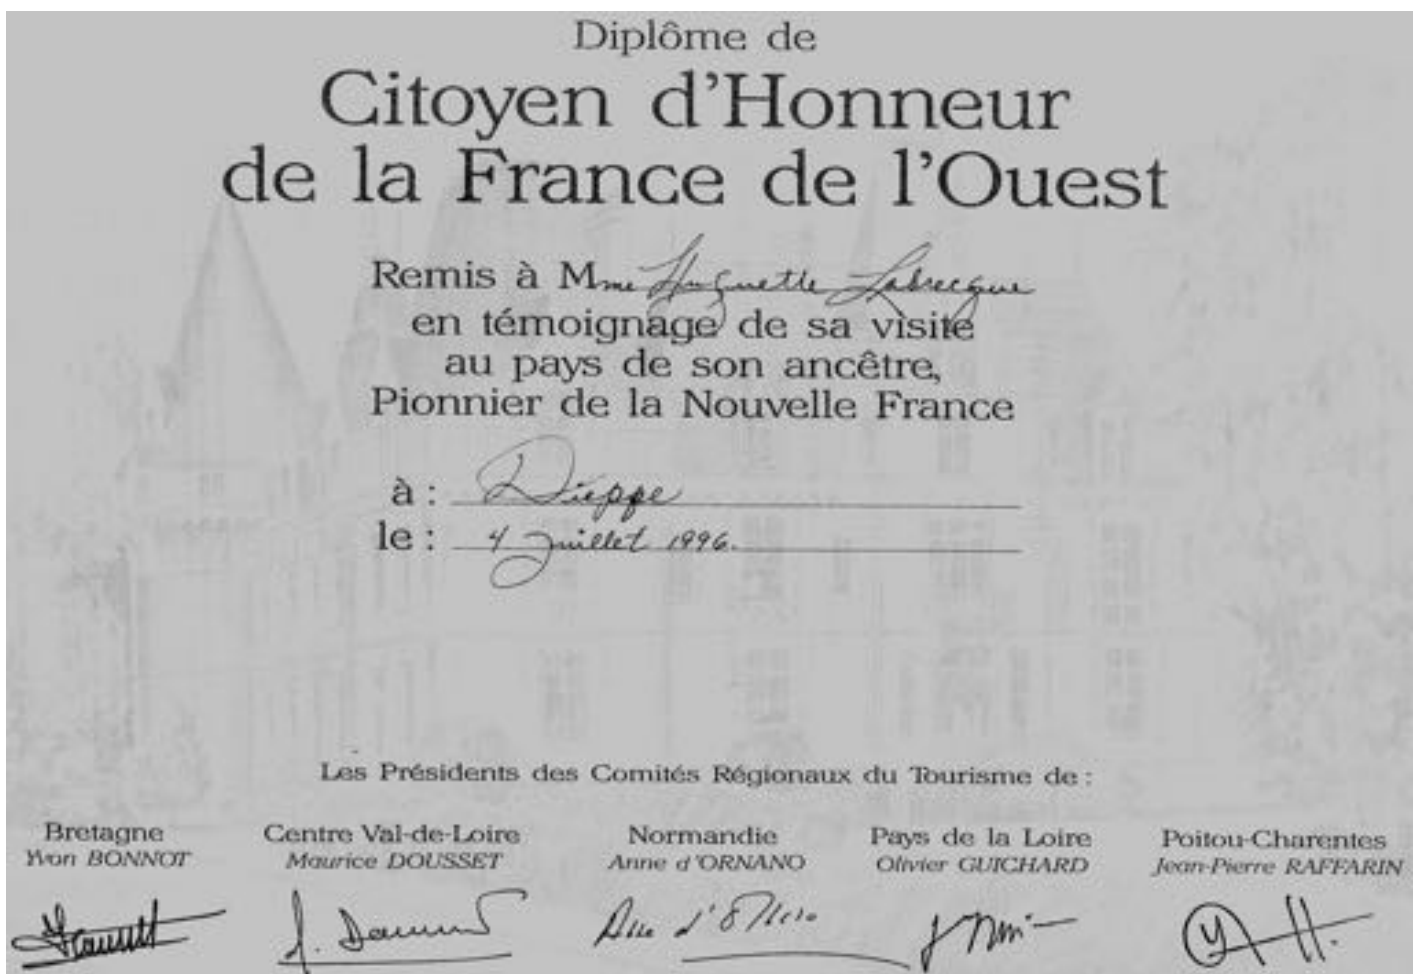 Diplôme de
Citoyen d'Honneur
de la France de l'Ouest
Remis à Mme Huguette Labrecque
en témoignage de sa visite
au pays de son ancêtre,
Pionnier de la Nouvelle France
à : Dieppe
le : 4 Juillet 1996.
Les Présidents des Comités Régionaux du Tourisme de :
Bretagne Centre Val-de-Loire Normandie Pays de la Loire Poitou-Charentes
Yvon BONNOT Maurice DOUSSET Anne d'ORNANO Olivier GUICHARD Jean-Pierre RAFFARIN